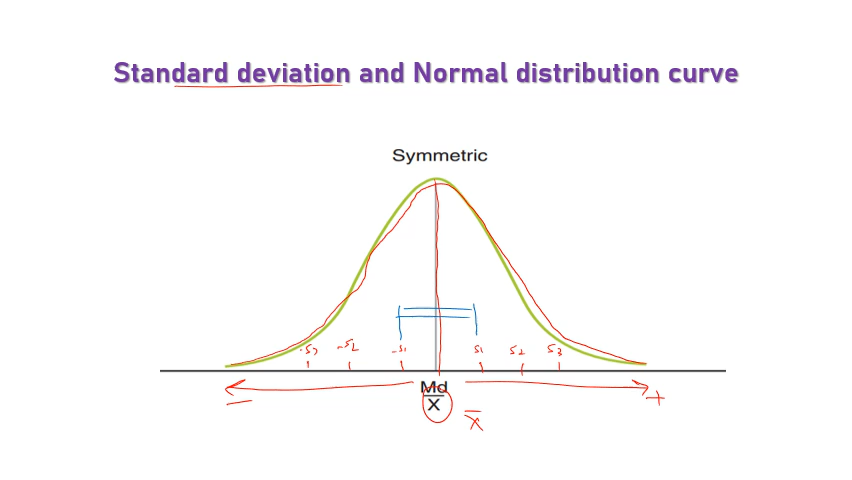 Standard deviation and Normal distribution curve
Symmetric
-S3 -S2 -S1 S1 S2 S3
− +
Md
X̅ x̅